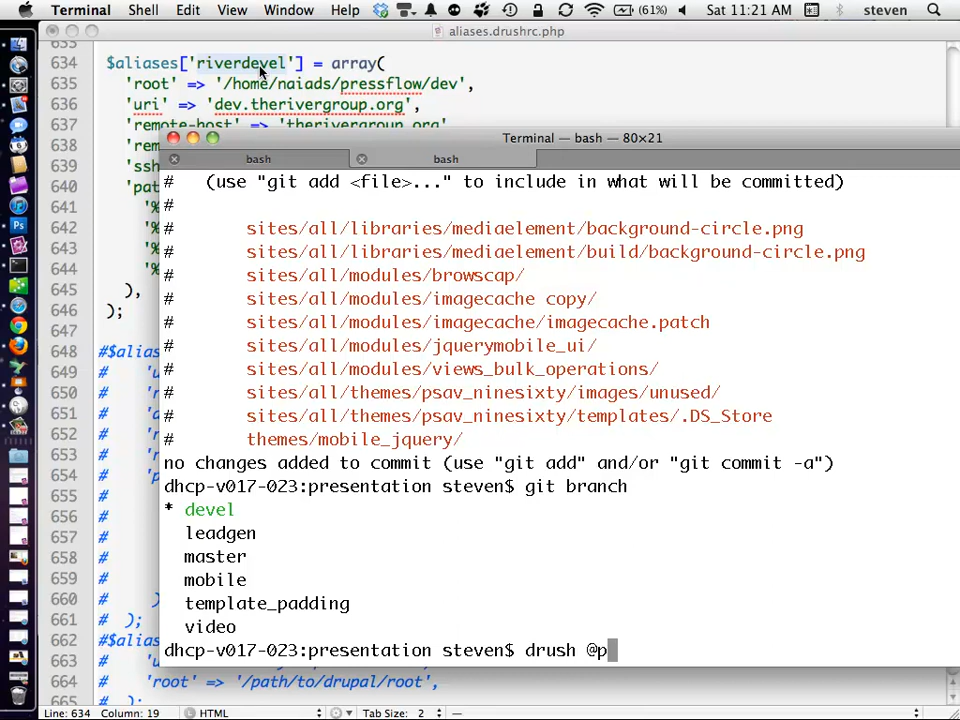 Terminal Shell Edit View Window Help (61%) Sat 11:21 AM steven
aliases.drushrc.php
635
634 $aliases['riverdevel'] = array(
635 'root' => '/home/naiads/pressflow/dev',
636 'uri' => 'dev.therivergroup.org',
637 'remote-host' => 'therivergroup.org'
638 'rem
639 'ssh
640 'pat
641 '%
642 '%
643 '%
644 '%
645 ),
646 );
647
648 #$alias
649 # 'u
650 # 'r
651 # 'a
652 # 'r
653 # 'r
654 # 'p
655 #
656 #
657 #
658 #
659 #
660 # )
661 # );
662 #$alias
663 # 'u
664 # 'root' => '/path/to/drupal/root',
665 # );
Terminal — bash — 80×21
bash bash
# (use "git add <file>..." to include in what will be committed)
#
# sites/all/libraries/mediaelement/background-circle.png
# sites/all/libraries/mediaelement/build/background-circle.png
# sites/all/modules/browscap/
# sites/all/modules/imagecache copy/
# sites/all/modules/imagecache/imagecache.patch
# sites/all/modules/jquerymobile_ui/
# sites/all/modules/views_bulk_operations/
# sites/all/themes/psav_ninesixty/images/unused/
# sites/all/themes/psav_ninesixty/templates/.DS_Store
# themes/mobile_jquery/
no changes added to commit (use "git add" and/or "git commit -a")
dhcp-v017-023:presentation steven$ git branch
* devel
leadgen
master
mobile
template_padding
video
dhcp-v017-023:presentation steven$ drush @p
Line: 634 Column: 19 HTML Tab Size: 2 —